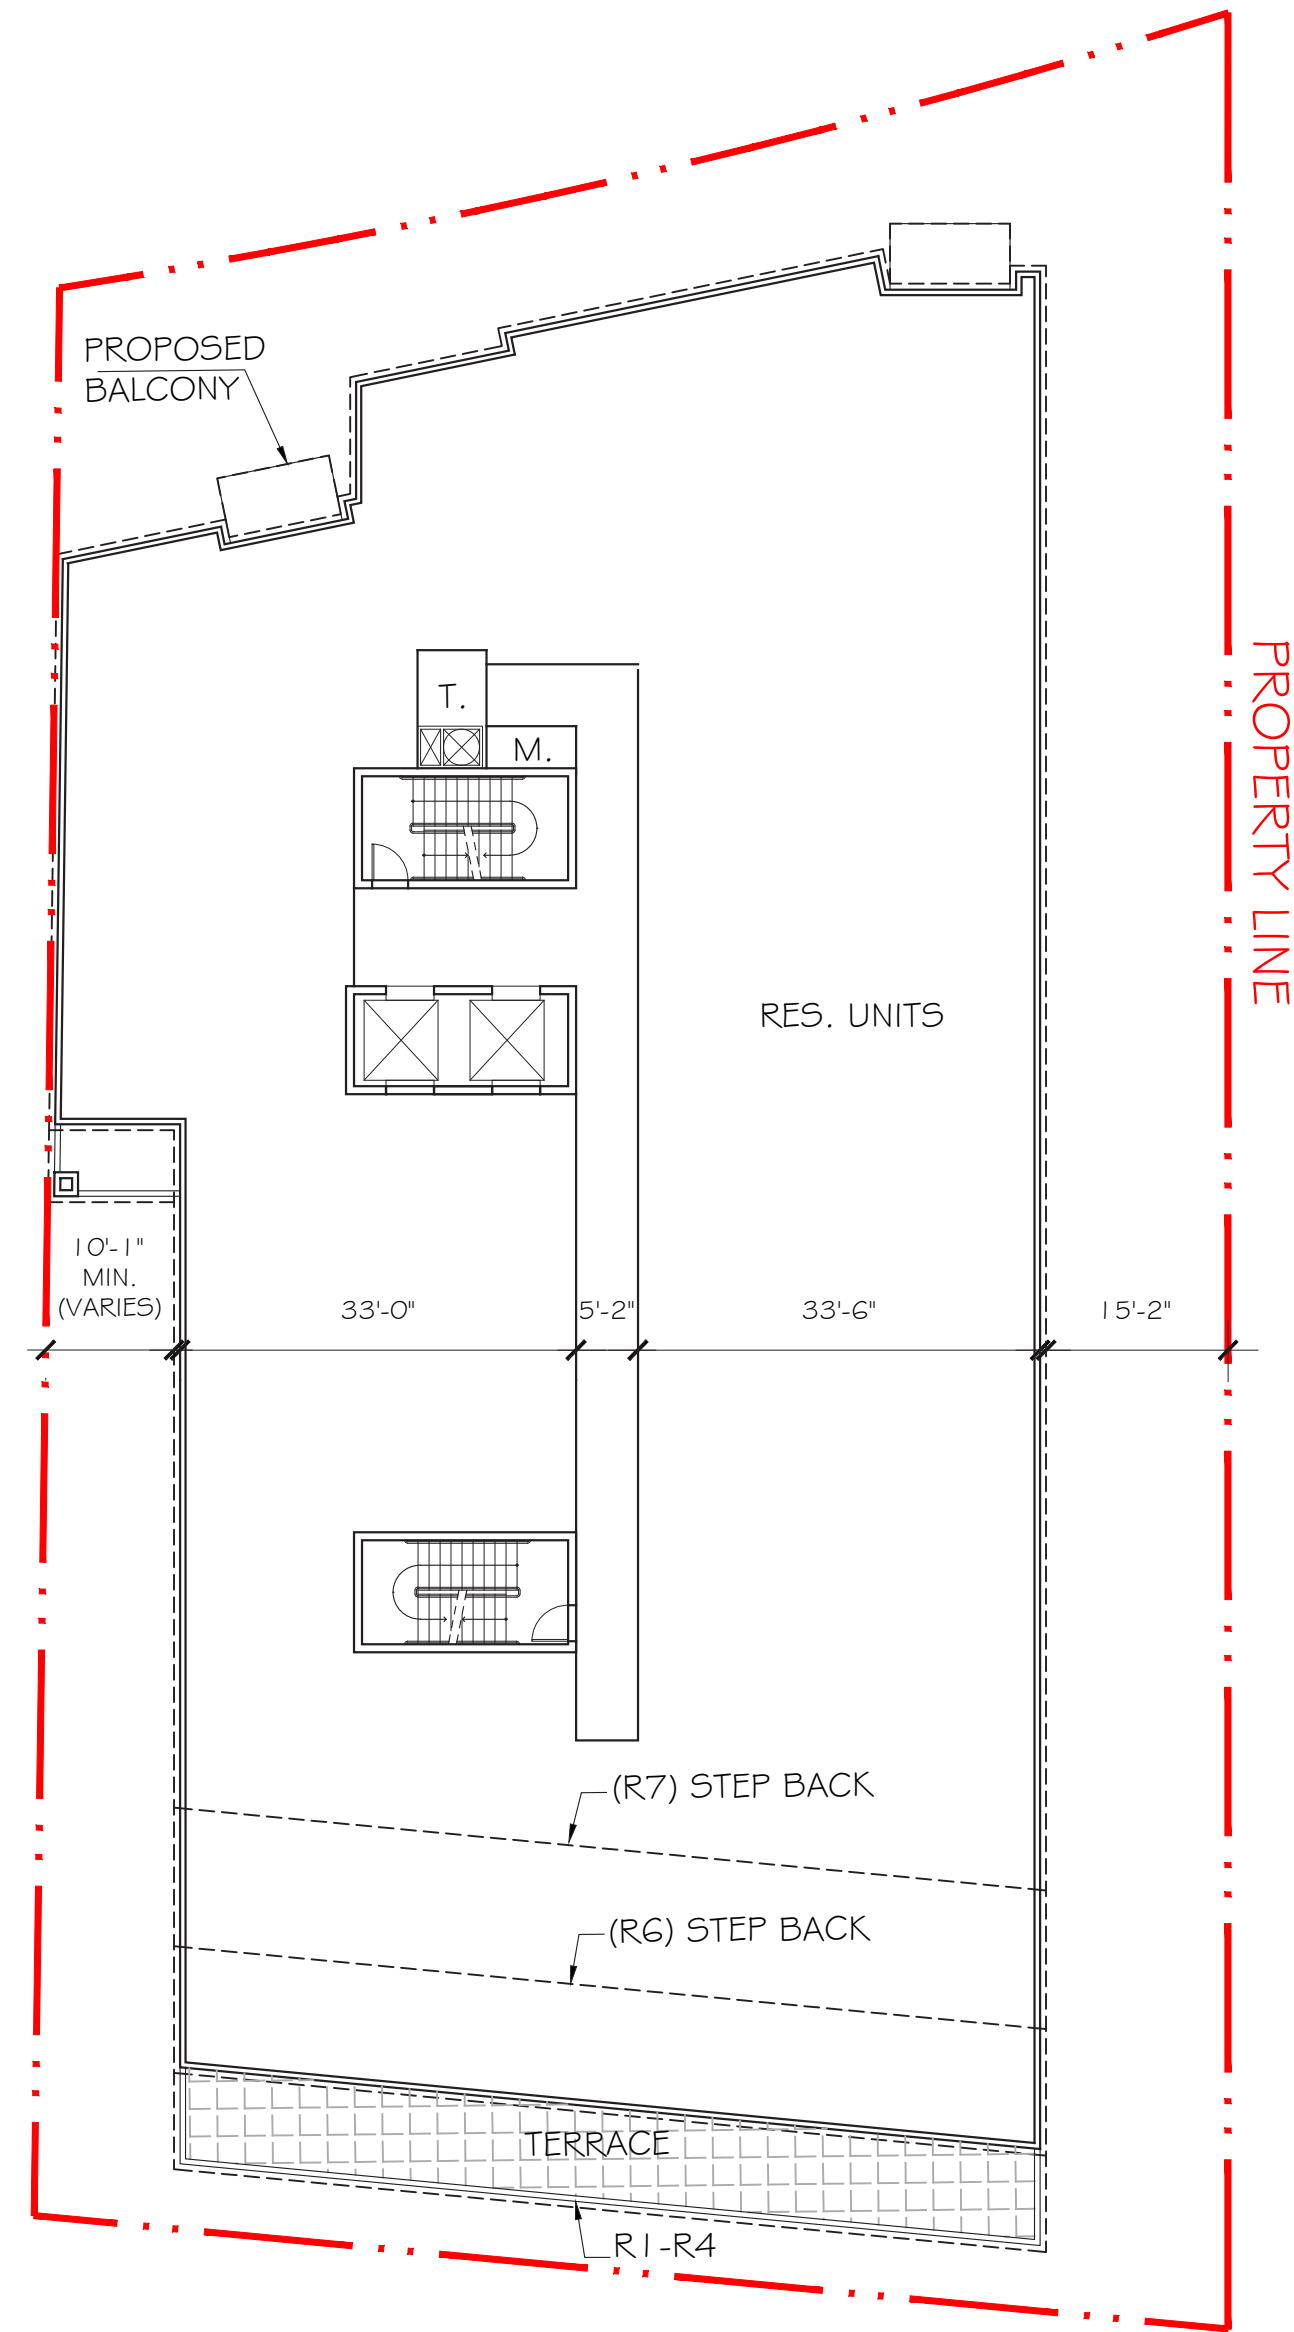 PROPOSED
BALCONY
T.
M.
PROPERTY LINE
RES. UNITS
10'-1"
MIN.
(VARIES)
33'-0"
5'-2"
33'-6"
15'-2"
(R7) STEP BACK
(R6) STEP BACK
TERRACE
R1-R4